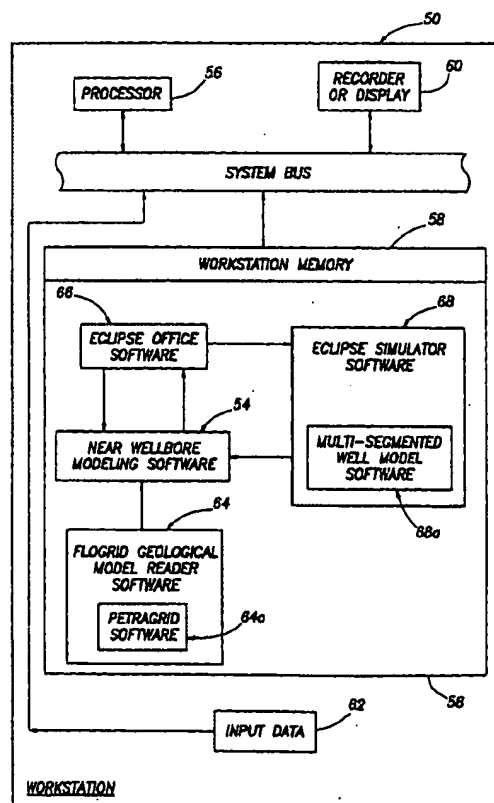 50
PROCESSOR
56
RECORDER
OR DISPLAY
60
SYSTEM BUS
58
WORKSTATION MEMORY
66
ECLIPSE OFFICE
SOFTWARE
68
ECLIPSE SIMULATOR
SOFTWARE
54
NEAR WELLBORE
MODELING SOFTWARE
MULTI-SEGMENTED
WELL MODEL
SOFTWARE
68a
64
FLOGRID GEOLOGICAL
MODEL READER
SOFTWARE
PETRAGRID
SOFTWARE
64a
58
INPUT DATA
62
WORKSTATION